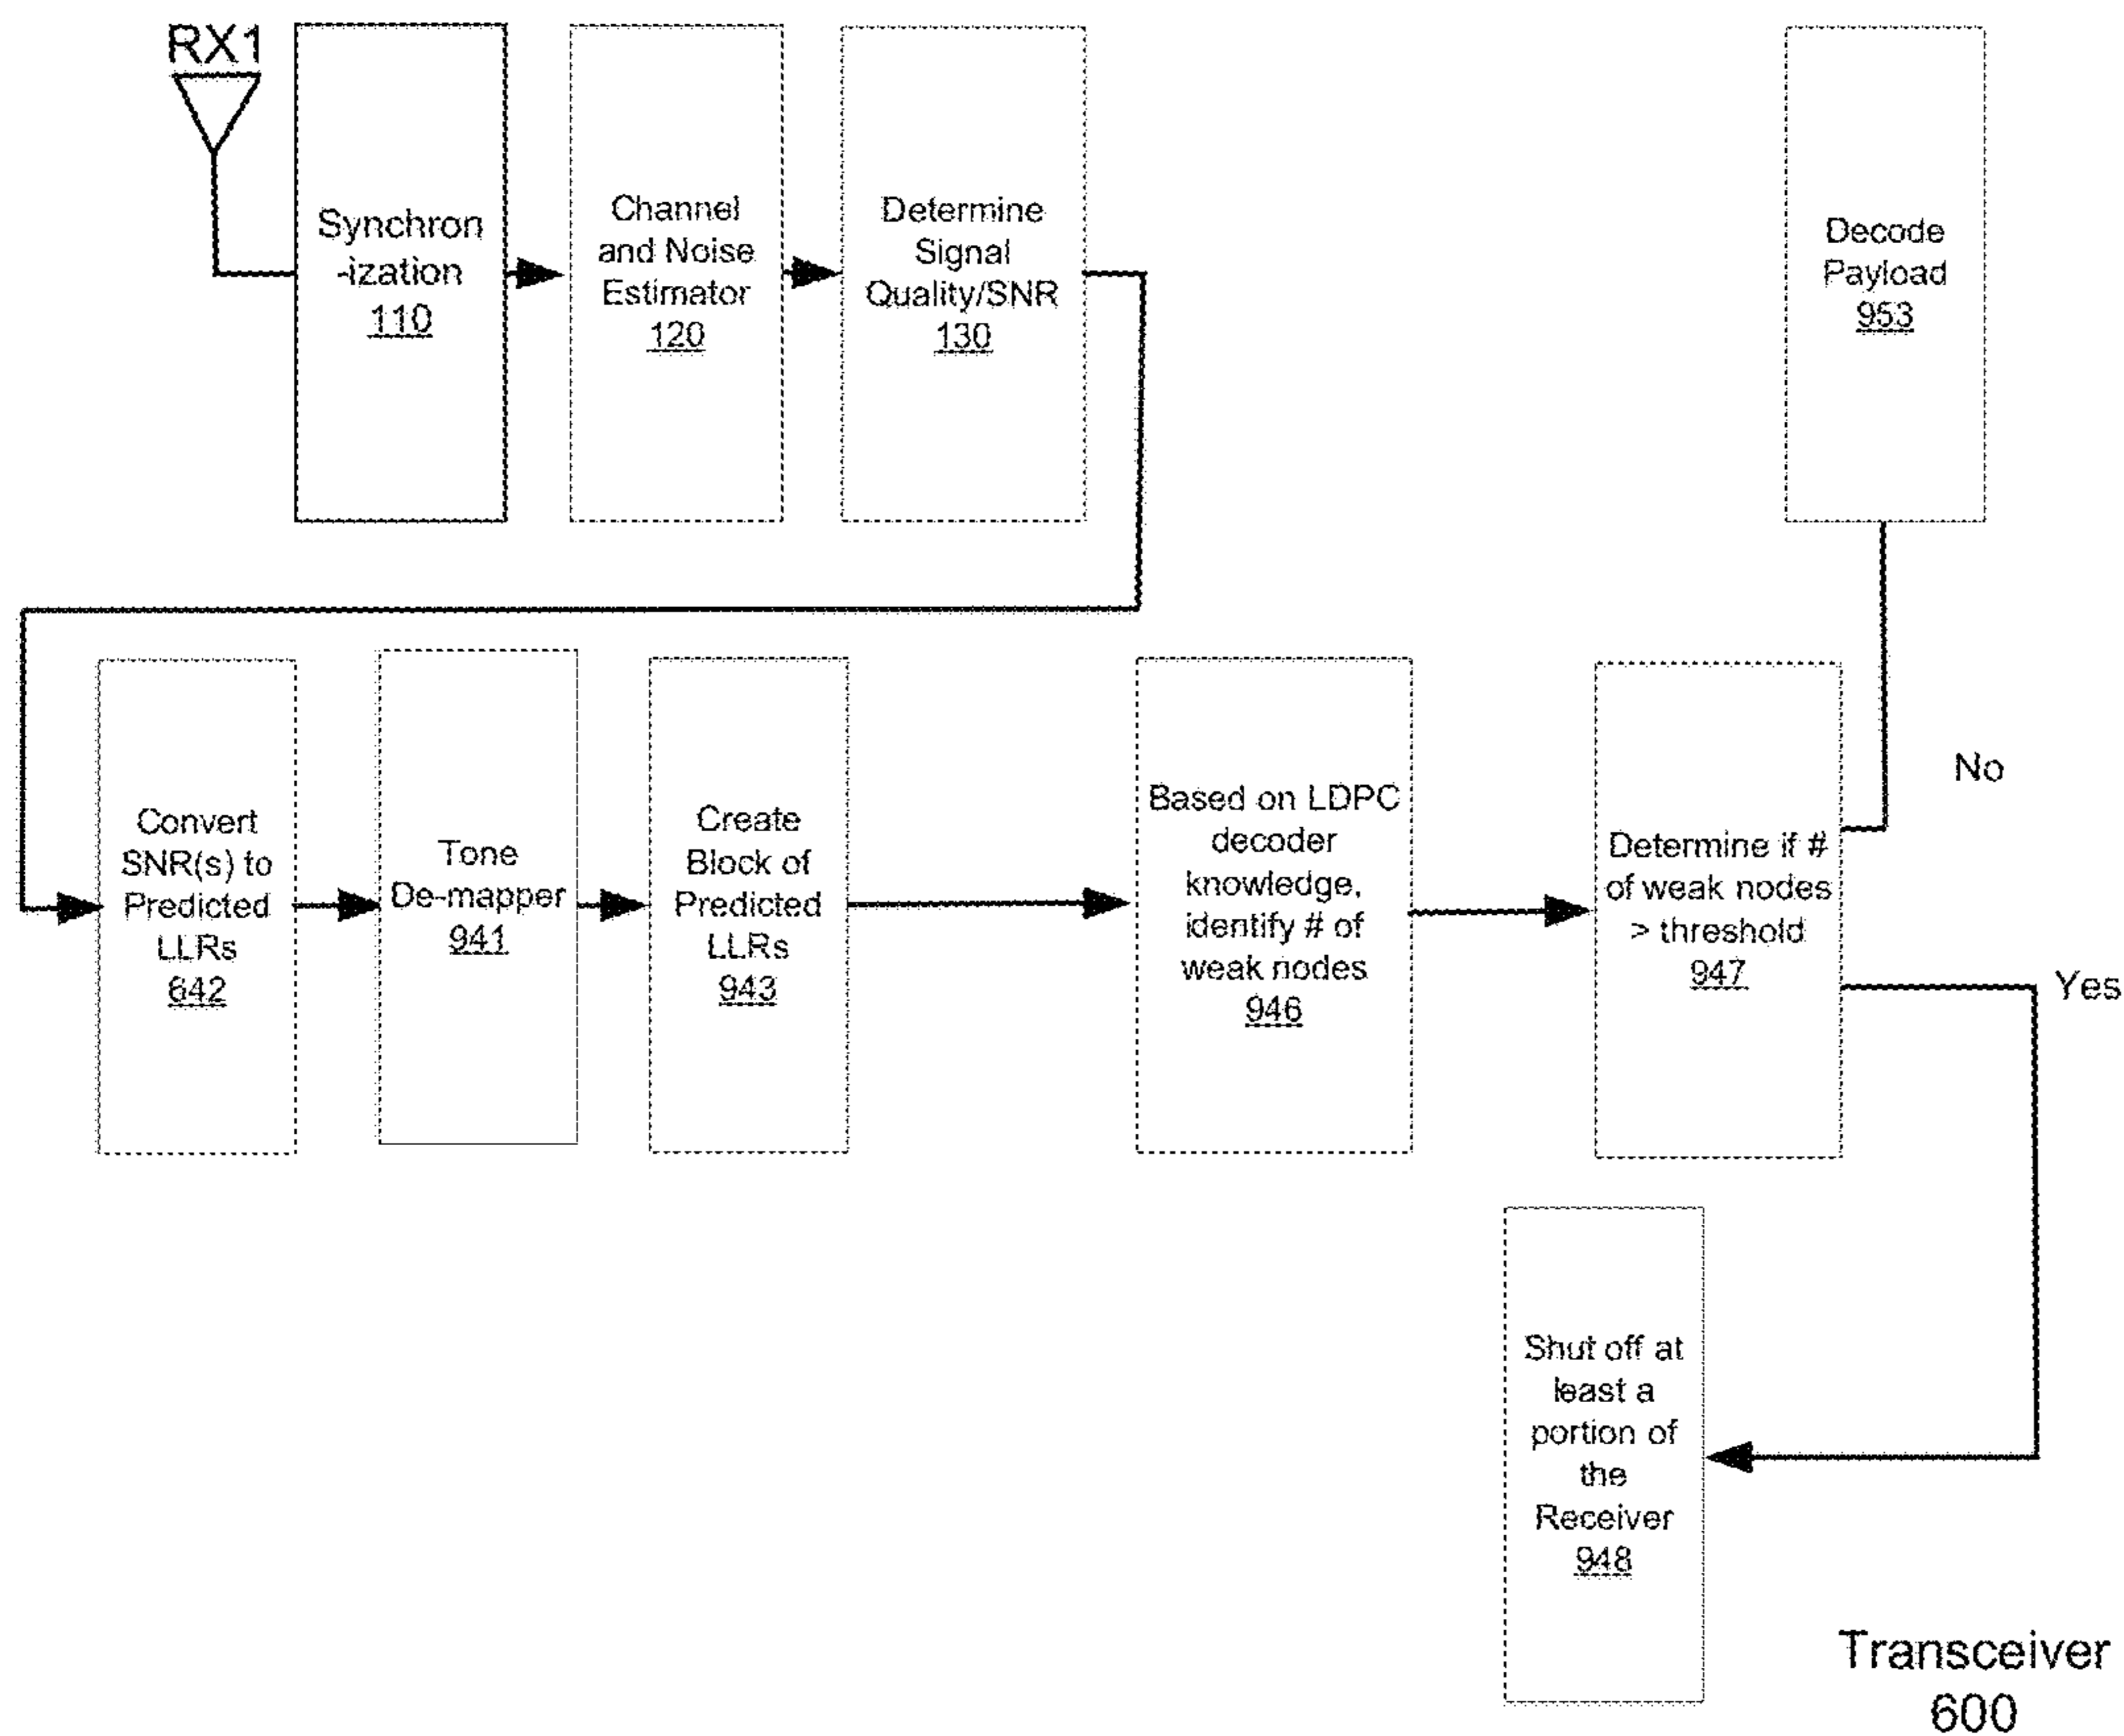 RX1
Synchron
-ization
110
Channel
and Noise
Estimator
120
Determine
Signal
Quality/SNR
130
Decode
Payload
953
Convert
SNR(s) to
Predicted
LLRs
642
Tone
De-mapper
941
Create
Block of
Predicted
LLRs
943
Based on LDPC
decoder
knowledge,
identify # of
weak nodes
946
Determine if #
of weak nodes
> threshold
947
No
Yes
Shut off at
least a
portion of
the
Receiver
948
Transceiver
600